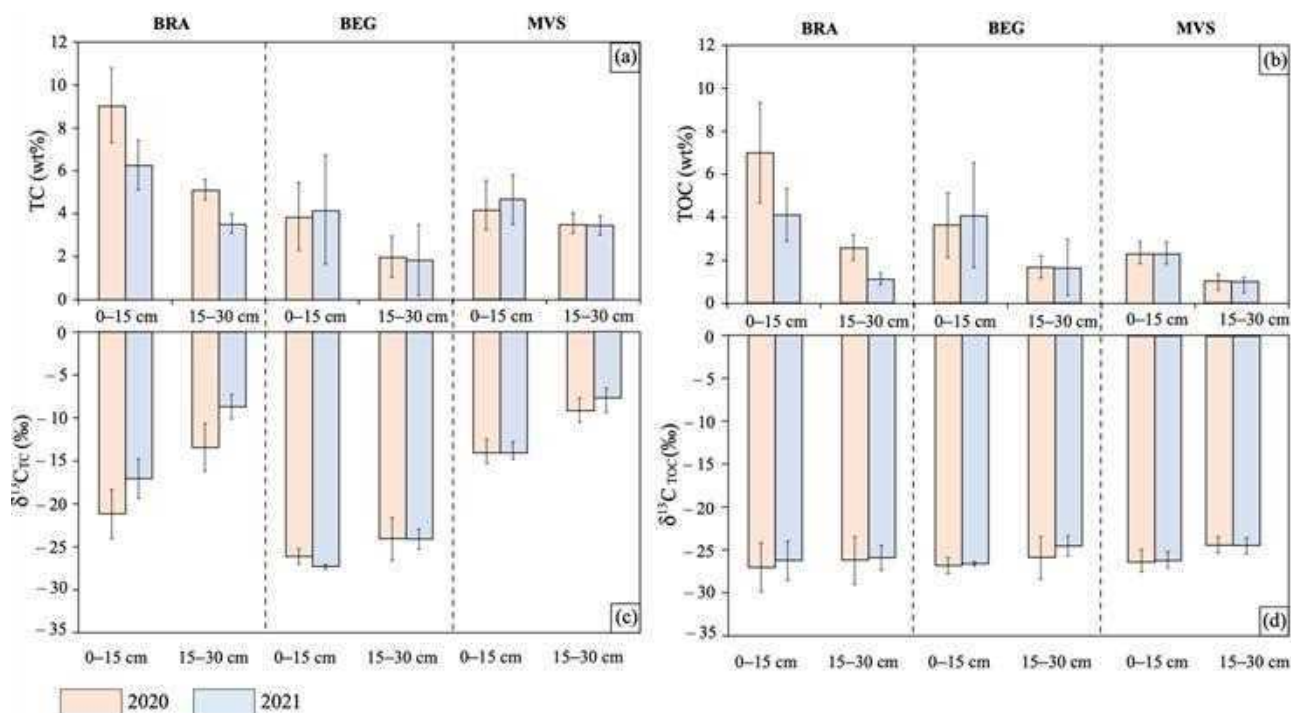 BRA BEG MVS
12 (a)
10
8
6
4
2
0
TC (wt%)
0–15 cm 15–30 cm 0–15 cm 15–30 cm 0–15 cm 15–30 cm
0
−5
−10
−15
−20
−25
−30
−35
δ¹³C TC (‰)
(c)
0–15 cm 15–30 cm 0–15 cm 15–30 cm 0–15 cm 15–30 cm
2020 2021
BRA BEG MVS
12 (b)
10
8
6
4
2
0
TOC (wt%)
0–15 cm 15–30 cm 0–15 cm 15–30 cm 0–15 cm 15–30 cm
0
−5
−10
−15
−20
−25
−30
−35
δ¹³C TOC (‰)
(d)
0–15 cm 15–30 cm 0–15 cm 15–30 cm 0–15 cm 15–30 cm